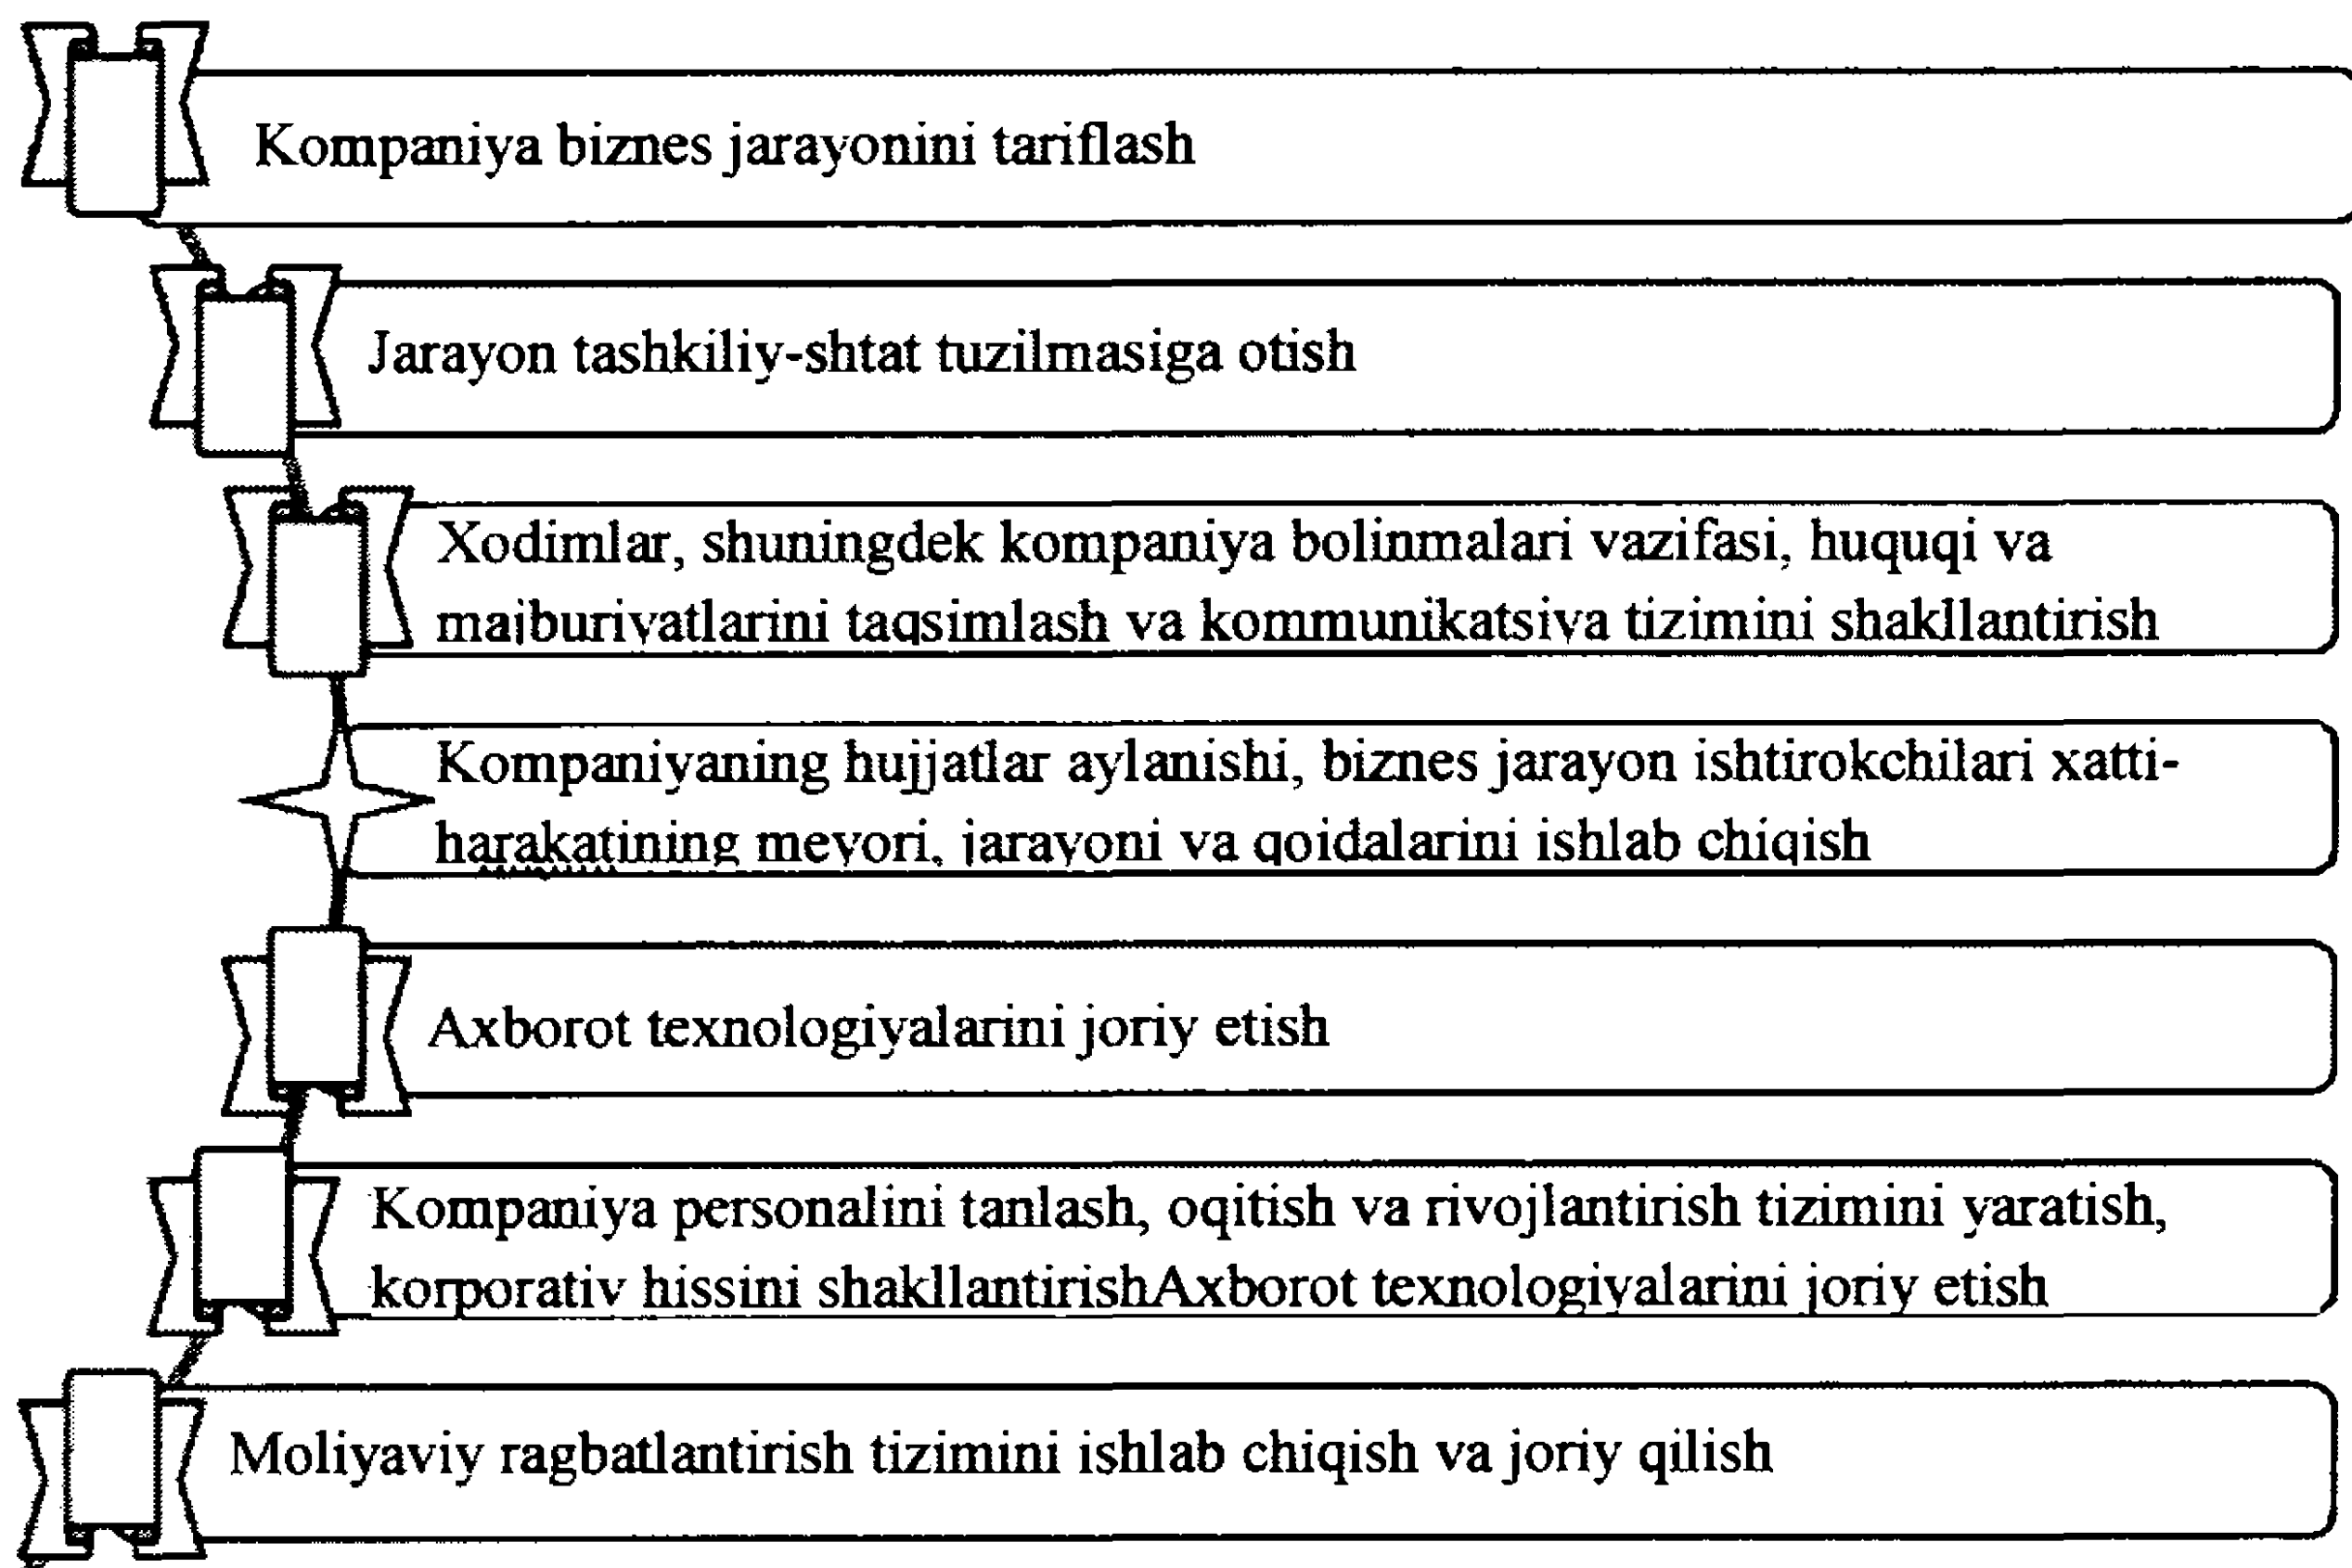 Kompaniya biznes jarayonini tariflash
Jarayon tashkiliy-shtat tuzilmasiga otish
Xodimlar, shuningdek kompaniya bolinmalari vazifasi, huquqi va
majburiyatlarini taqsimlash va kommunikatsiya tizimini shakllantirish
Kompaniyaning hujjatlar aylanishi, biznes jarayon ishtirokchilari xatti-
harakatining meyori, jarayoni va qoidalarini ishlab chiqish
Axborot texnologiyalarini joriy etish
Kompaniya personalini tanlash, oqitish va rivojlantirish tizimini yaratish,
korporativ hissini shakllantirishAxborot texnologiyalarini joriy etish
Moliyaviy ragbatlantirish tizimini ishlab chiqish va joriy qilish